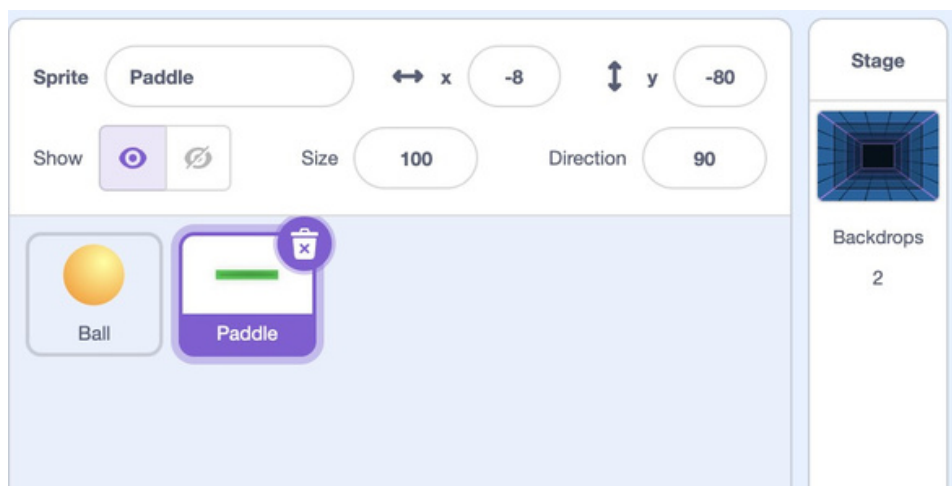 Sprite Paddle x -8 y -80
Show Size 100 Direction 90
Ball
Paddle
Stage
Backdrops
2